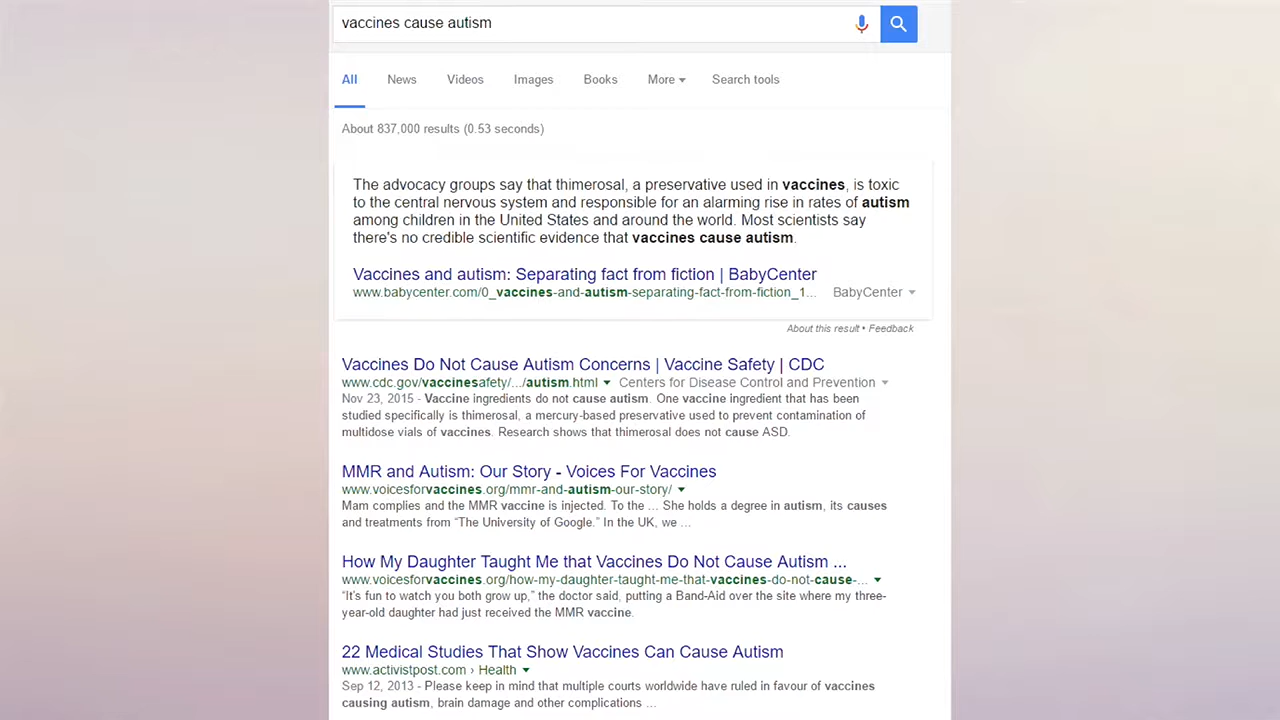 vaccines cause autism
All News Videos Images Books More Search tools
About 837,000 results (0.53 seconds)
The advocacy groups say that thimerosal, a preservative used in vaccines, is toxic
to the central nervous system and responsible for an alarming rise in rates of autism
among children in the United States and around the world. Most scientists say
there's no credible scientific evidence that vaccines cause autism.
Vaccines and autism: Separating fact from fiction | BabyCenter
www.babycenter.com/0_vaccines-and-autism-separating-fact-from-fiction_1... BabyCenter
About this result • Feedback
Vaccines Do Not Cause Autism Concerns | Vaccine Safety | CDC
www.cdc.gov/vaccinesafety/.../autism.html Centers for Disease Control and Prevention
Nov 23, 2015 - Vaccine ingredients do not cause autism. One vaccine ingredient that has been
studied specifically is thimerosal, a mercury-based preservative used to prevent contamination of
multidose vials of vaccines. Research shows that thimerosal does not cause ASD.
MMR and Autism: Our Story - Voices For Vaccines
www.voicesforvaccines.org/mmr-and-autism-our-story/
Mam complies and the MMR vaccine is injected. To the ... She holds a degree in autism, its causes
and treatments from “The University of Google.” In the UK, we ...
How My Daughter Taught Me that Vaccines Do Not Cause Autism ...
www.voicesforvaccines.org/how-my-daughter-taught-me-that-vaccines-do-not-cause-...
“It's fun to watch you both grow up,” the doctor said, putting a Band-Aid over the site where my three-
year-old daughter had just received the MMR vaccine.
22 Medical Studies That Show Vaccines Can Cause Autism
www.activistpost.com › Health
Sep 12, 2013 - Please keep in mind that multiple courts worldwide have ruled in favour of vaccines
causing autism, brain damage and other complications ...